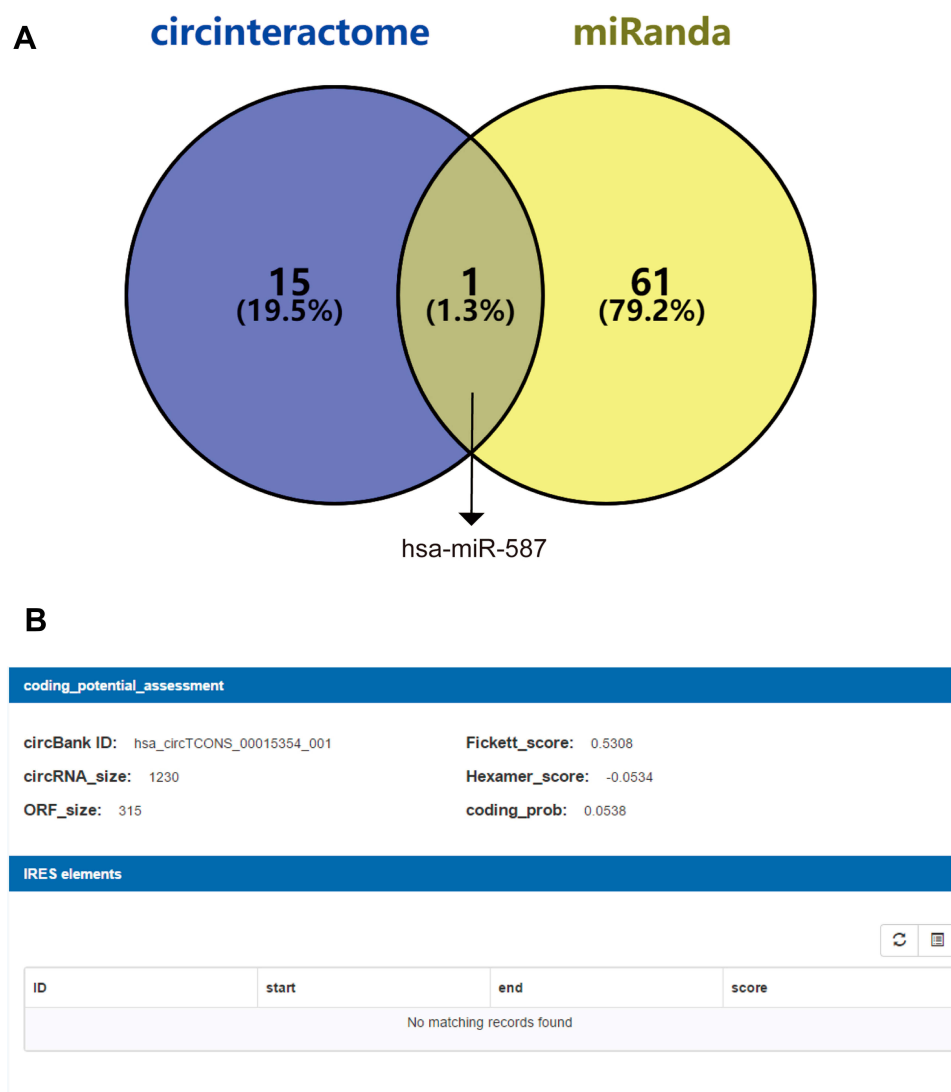 A
circinteractome
miRanda
15
(19.5%)
1
(1.3%)
61
(79.2%)
hsa-miR-587
B
coding_potential_assessment
circBank ID: hsa_circTCONS_00015354_001
Fickett_score: 0.5308
circRNA_size: 1230
Hexamer_score: -0.0534
ORF_size: 315
coding_prob: 0.0538
IRES elements
ID start end score
No matching records found